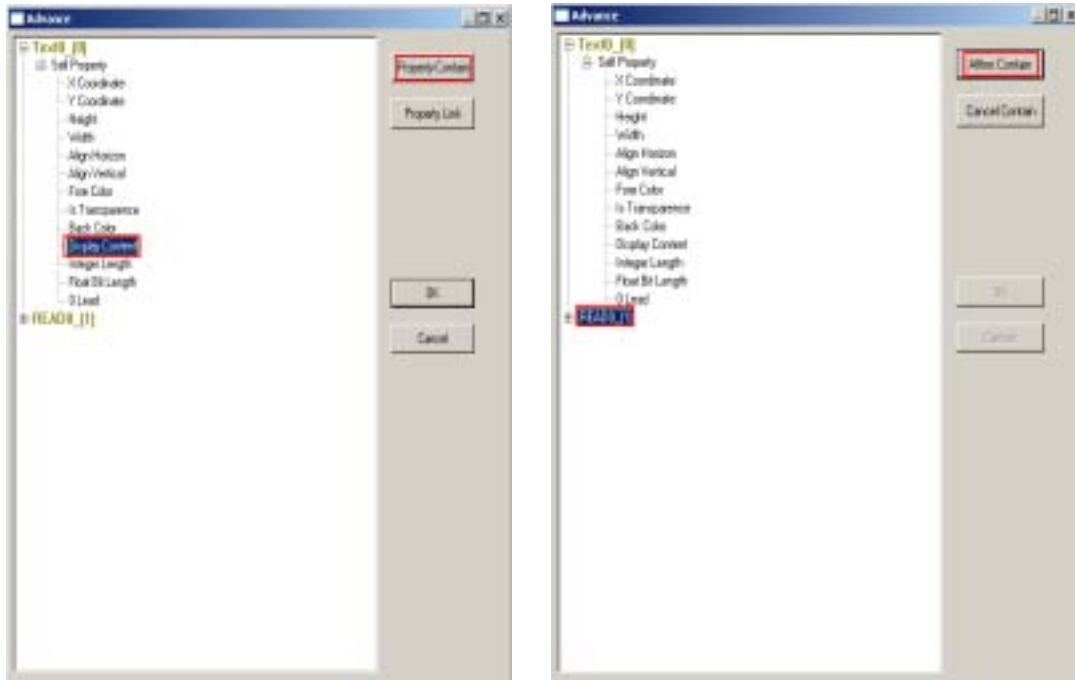 Advance
Text0_[0]
Self Property
X Coordinate
Y Coordinate
Height
Width
Align Horizon
Align Vertical
Fore Color
Is Transparence
Back Color
Display Content
Integer Length
Float Bit Length
0 Lead
READ0_[1]
Property Contain
Property Link
OK
Cancel
Advance
Text0_[0]
Self Property
X Coordinate
Y Coordinate
Height
Width
Align Horizon
Align Vertical
Fore Color
Is Transparence
Back Color
Display Content
Integer Length
Float Bit Length
0 Lead
Contain
Cancel Contain
OK
Cancel